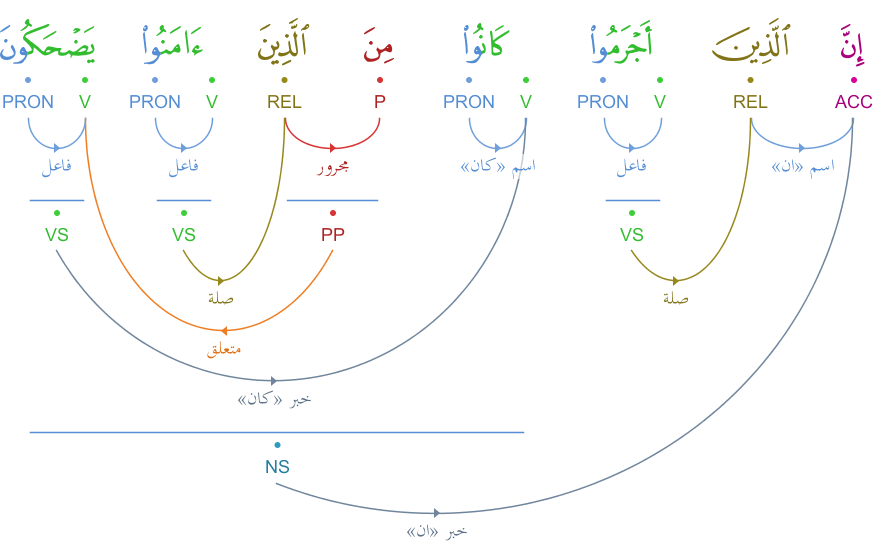 إِنَّ ٱلَّذِينَ أَجْرَمُوا۟ كَانُوا۟ مِنَ ٱلَّذِينَ ءَامَنُوا۟ يَضْحَكُونَ
ACC REL V PRON V PRON P REL V PRON V PRON
اسم «ان» فاعل اسم «كان» مجرور فاعل فاعل
VS PP VS VS
صلة صلة
متعلق
خبر «كان»
NS
خبر «ان»